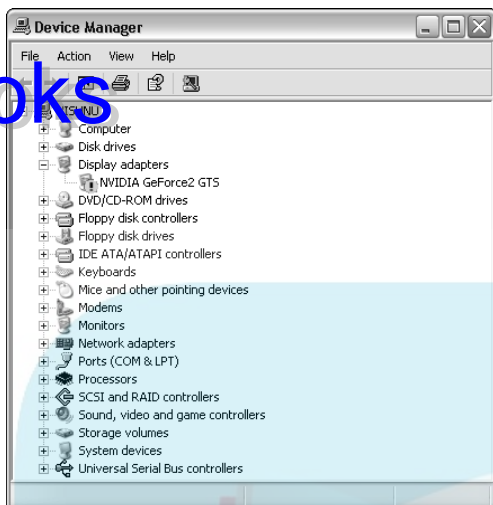 Device Manager
File Action View Help
oks
VISHNU
Computer
Disk drives
Display adapters
NVIDIA GeForce2 GTS
DVD/CD-ROM drives
Floppy disk controllers
Floppy disk drives
IDE ATA/ATAPI controllers
Keyboards
Mice and other pointing devices
Modems
Monitors
Network adapters
Ports (COM & LPT)
Processors
SCSI and RAID controllers
Sound, video and game controllers
Storage volumes
System devices
Universal Serial Bus controllers